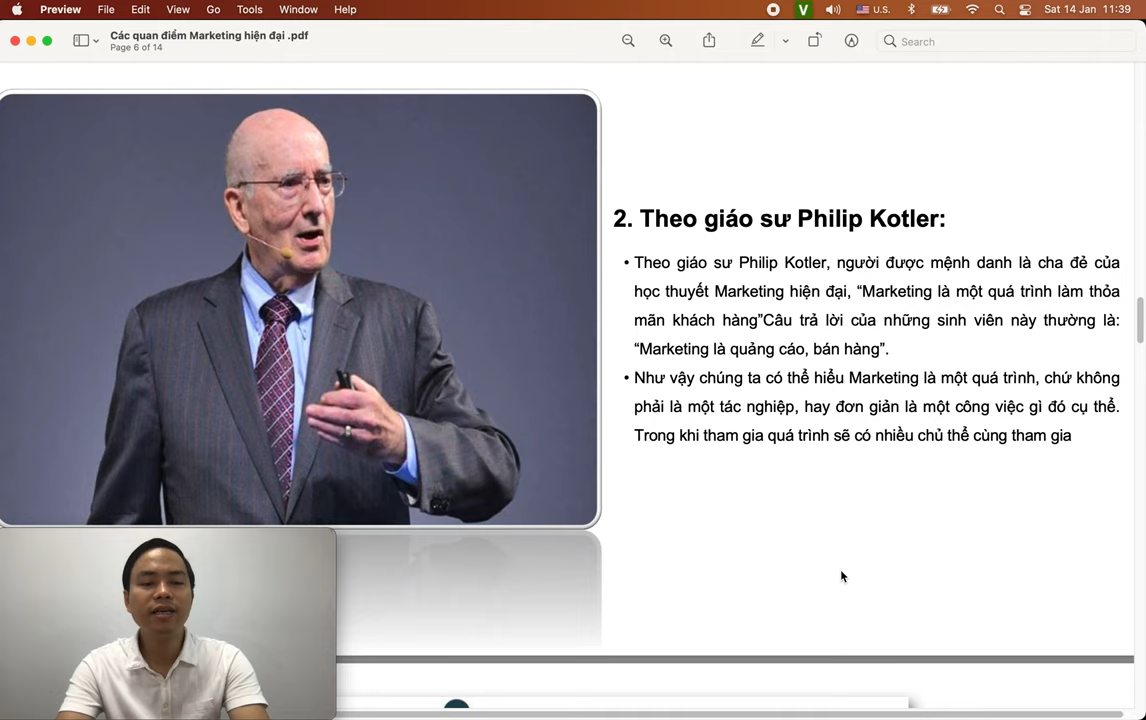 Preview File Edit View Go Tools Window Help
V U.S. Sat 14 Jan 11:39
Các quan điểm Marketing hiện đại .pdf
Page 6 of 14
Search
2. Theo giáo sư Philip Kotler:
• Theo giáo sư Philip Kotler, người được mệnh danh là cha đẻ của
học thuyết Marketing hiện đại, “Marketing là một quá trình làm thỏa
mãn khách hàng”Câu trả lời của những sinh viên này thường là:
“Marketing là quảng cáo, bán hàng”.
• Như vậy chúng ta có thể hiểu Marketing là một quá trình, chứ không
phải là một tác nghiệp, hay đơn giản là một công việc gì đó cụ thể.
Trong khi tham gia quá trình sẽ có nhiều chủ thể cùng tham gia